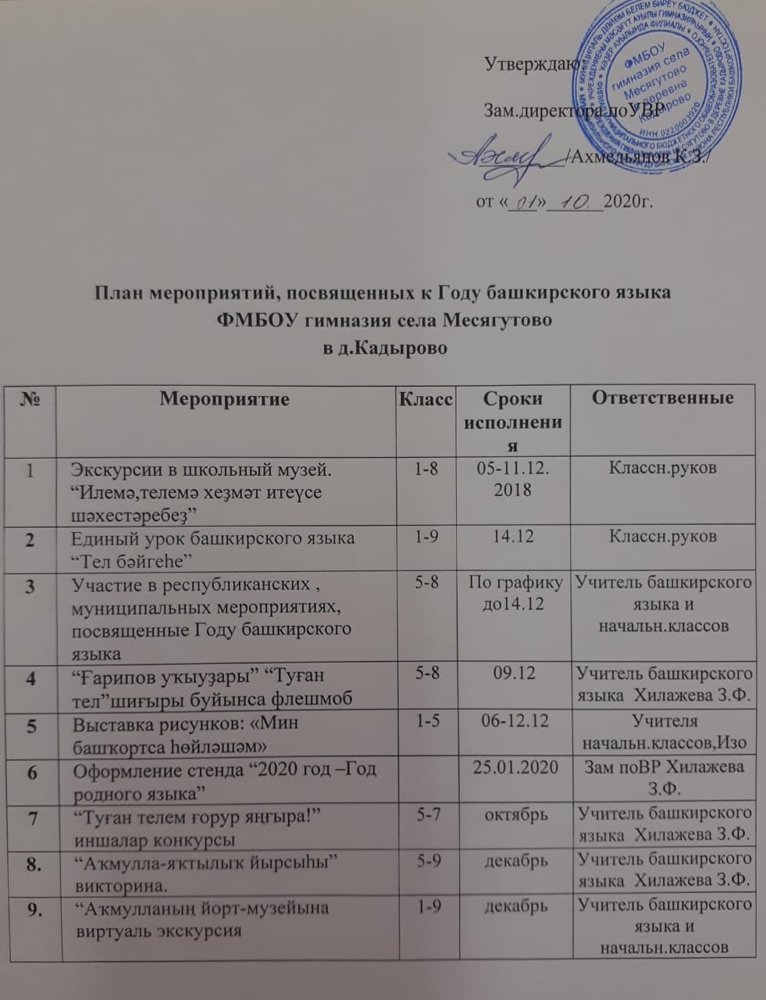 Утверждаю:
Зам.директора поУВР
/Ахмедьянов К.З./
от «01» 10. 2020г.
ФМБОУ
гимназия села
Месягутово
в деревне
Кадырово
ИНН 0220003920
План мероприятий, посвященных к Году башкирского языка
ФМБОУ гимназия села Месягутово
в д.Кадырово
№ Мероприятие Класс Сроки исполнени я Ответственные
1 Экскурсии в школьный музей. 1-8 05-11.12. Классн.руков
“Илемә,телемә хеҙмәт итеүсе 2018
шәхестәребеҙ”
2 Единый урок башкирского языка 1-9 14.12 Классн.руков
“Тел бәйгеһе”
3 Участие в республиканских , 5-8 По графику Учитель башкирского
муниципальных мероприятиях, до14.12 языка и
посвященные Году башкирского начальн.классов
языка
4 “Ғарипов уҡыуҙары” “Туған 5-8 09.12 Учитель башкирского
тел”шиғыры буйынса флешмоб языка Хилажева З.Ф.
5 Выставка рисунков: «Мин 1-5 06-12.12 Учителя
башҡортса һөйләшәм» начальн.классов,Изо
6 Оформление стенда “2020 год –Год 25.01.2020 Зам поВР Хилажева
родного языка” З.Ф.
7 “Туған телем ғорур яңғыра!” 5-7 октябрь Учитель башкирского
иншалар конкурсы языка Хилажева З.Ф.
8. “Аҡмулла-яҡтылыҡ йырсыһы” 5-9 декабрь Учитель башкирского
викторина. языка Хилажева З.Ф.
9. “Аҡмулланың йорт-музейына 1-9 декабрь Учитель башкирского
виртуаль экскурсия языка и
начальн.классов